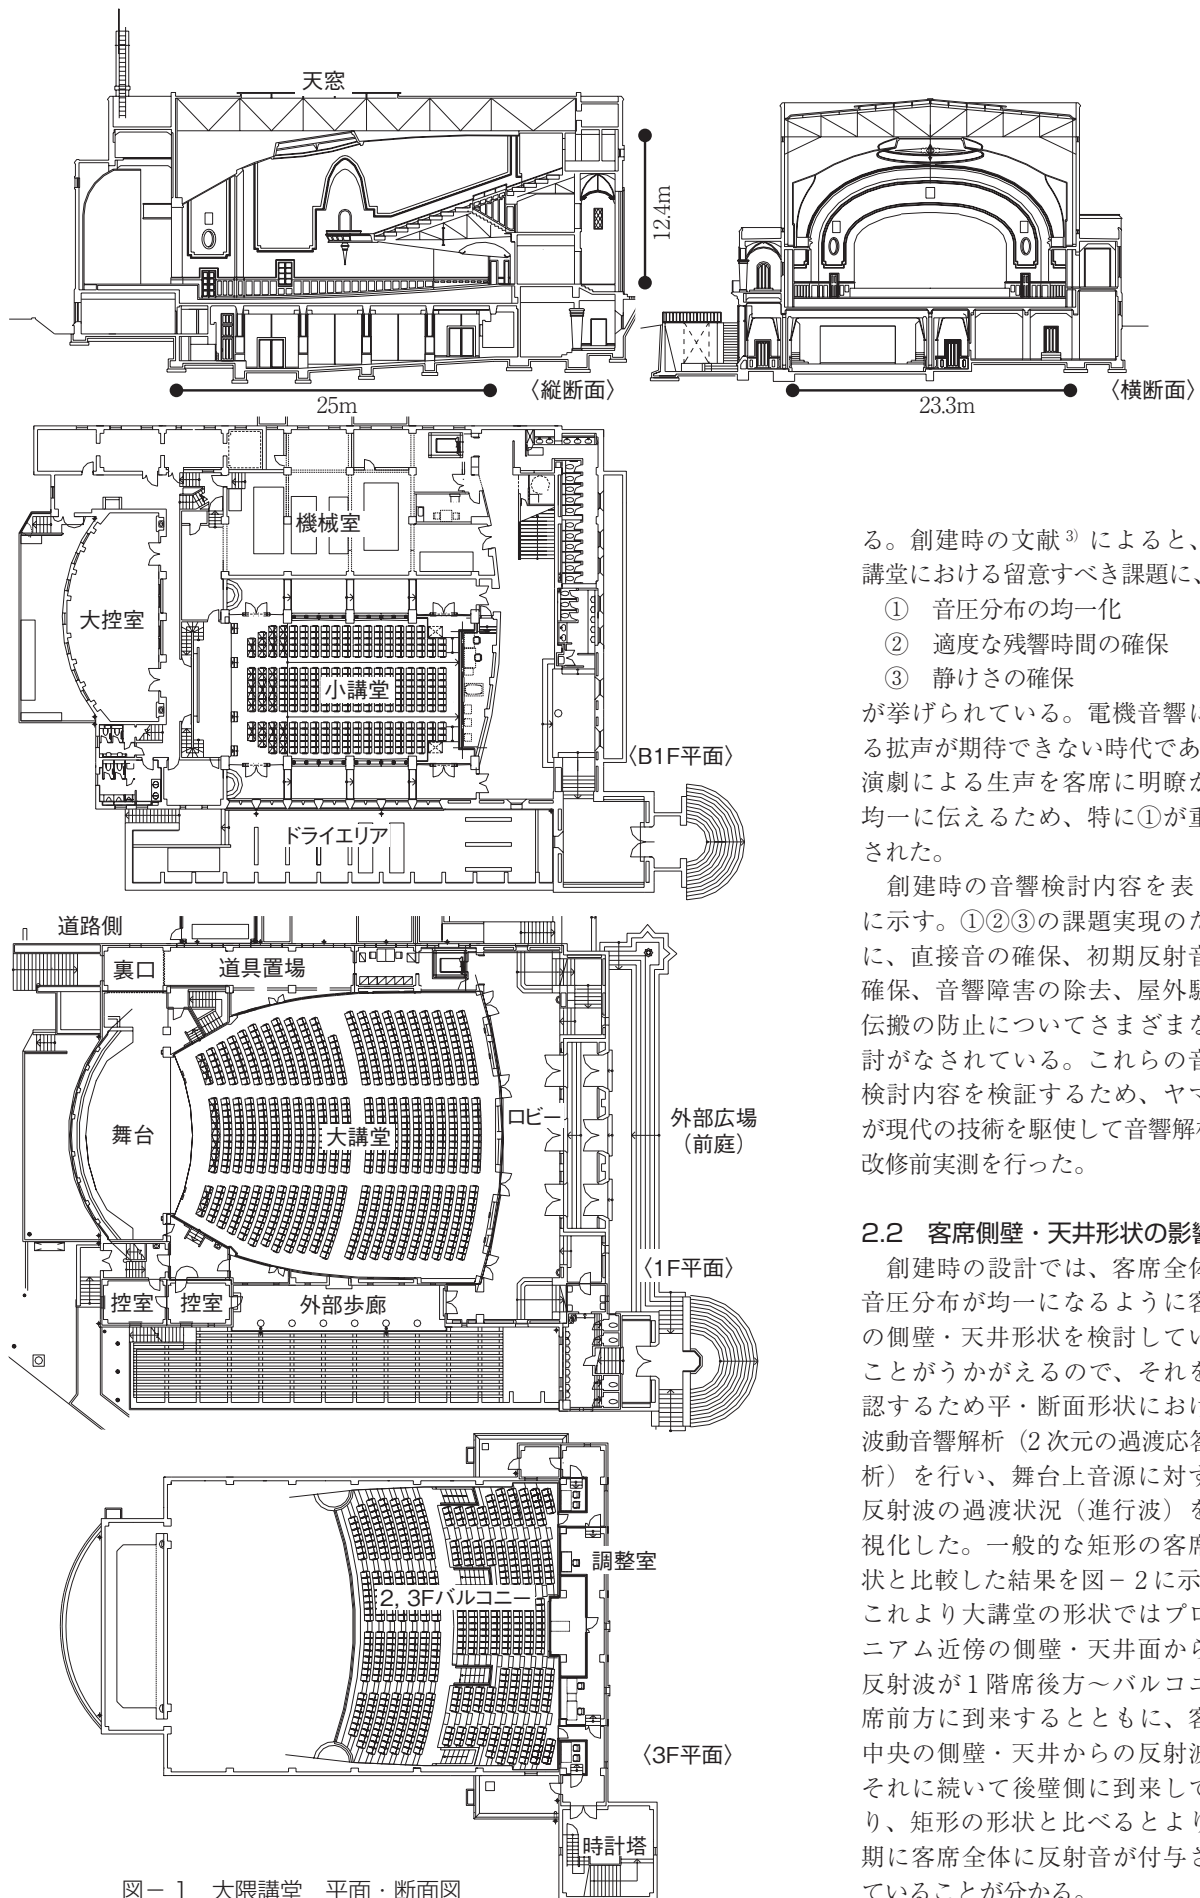 天窓
12.4m
25m
〈縦断面〉
23.3m
〈横断面〉
機械室
大控室
小講堂
〈B1F平面〉
ドライエリア
道路側
裏口
道具置場
ロビー
舞台
大講堂
外部広場
（前庭）
〈1F平面〉
控室
控室
外部歩廊
調整室
2, 3Fバルコニー
〈3F平面〉
時計塔
図－1　大隈講堂　平面・断面図
る。創建時の文献3) によると、
講堂における留意すべき課題に、
①　音圧分布の均一化
②　適度な残響時間の確保
③　静けさの確保
が挙げられている。電機音響に
る拡声が期待できない時代であ
演劇による生声を客席に明瞭か
均一に伝えるため、特に①が重
された。
創建時の音響検討内容を表
に示す。①②③の課題実現のた
に、直接音の確保、初期反射音
確保、音響障害の除去、屋外騒
伝搬の防止についてさまざまな
討がなされている。これらの音
検討内容を検証するため、ヤマ
が現代の技術を駆使して音響解析
改修前実測を行った。
2.2　客席側壁・天井形状の影響
創建時の設計では、客席全体
音圧分布が均一になるように客
の側壁・天井形状を検討してい
ことがうかがえるので、それを
認するため平・断面形状におけ
波動音響解析（2次元の過渡応答
析）を行い、舞台上音源に対す
反射波の過渡状況（進行波）を
視化した。一般的な矩形の客席
状と比較した結果を図－2に示
これより大講堂の形状ではプロ
ニアム近傍の側壁・天井面から
反射波が1階席後方～バルコニ
席前方に到来するとともに、客
中央の側壁・天井からの反射波
それに続いて後壁側に到来して
り、矩形の形状と比べるとより
期に客席全体に反射音が付与さ
ていることが分かる。